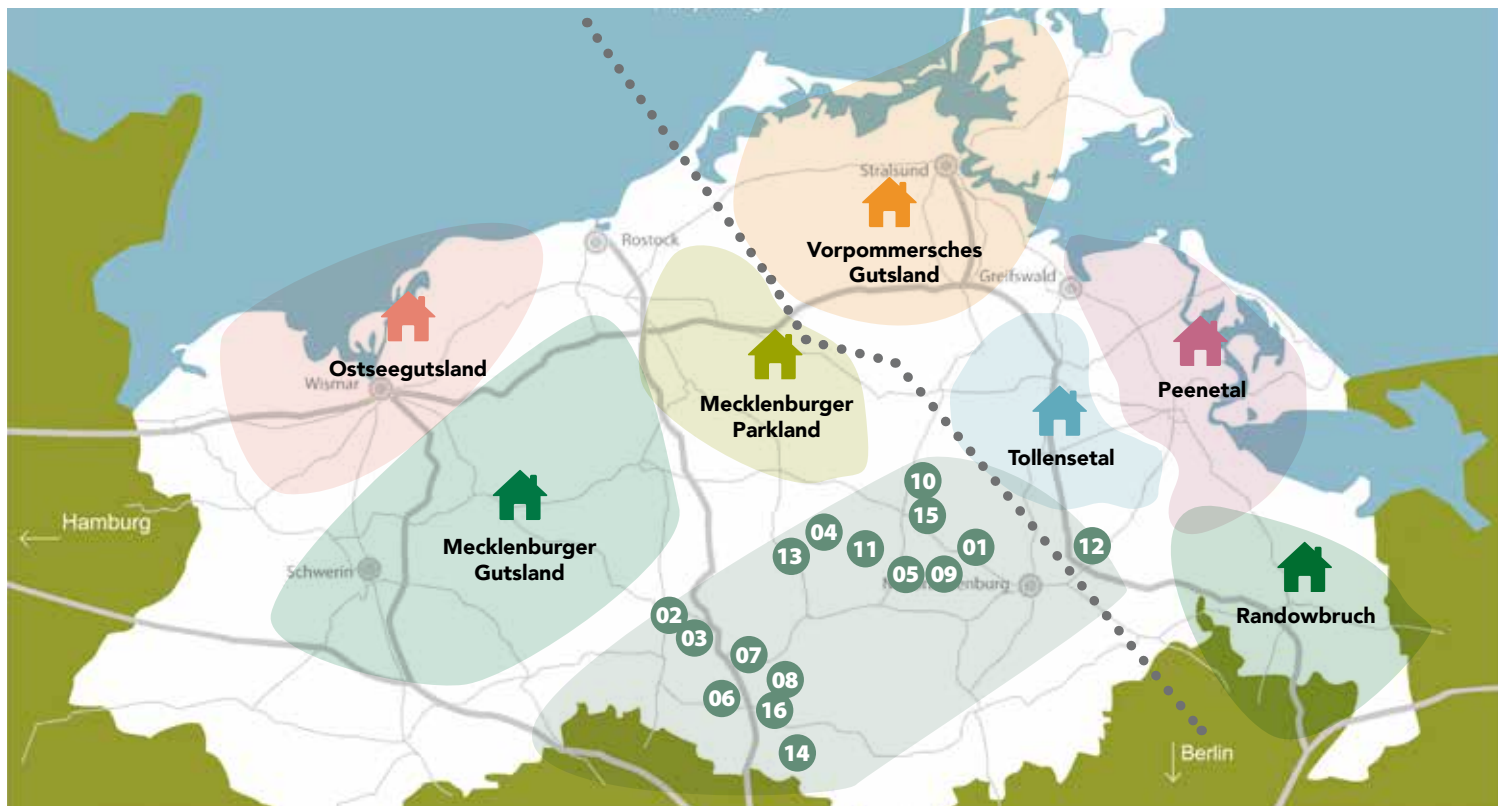 Stralsund
Vorpommersches
Gutsland
Rostock
Greifswald
Ostseegutsland
Wismar
Mecklenburger
Parkland
Peenetal
Tollensetal
10
15
04
11
13
01
12
05
09
Hamburg
Mecklenburger
Gutsland
Schwerin
02
03
07
08
06
16
14
Randowbruch
Berlin